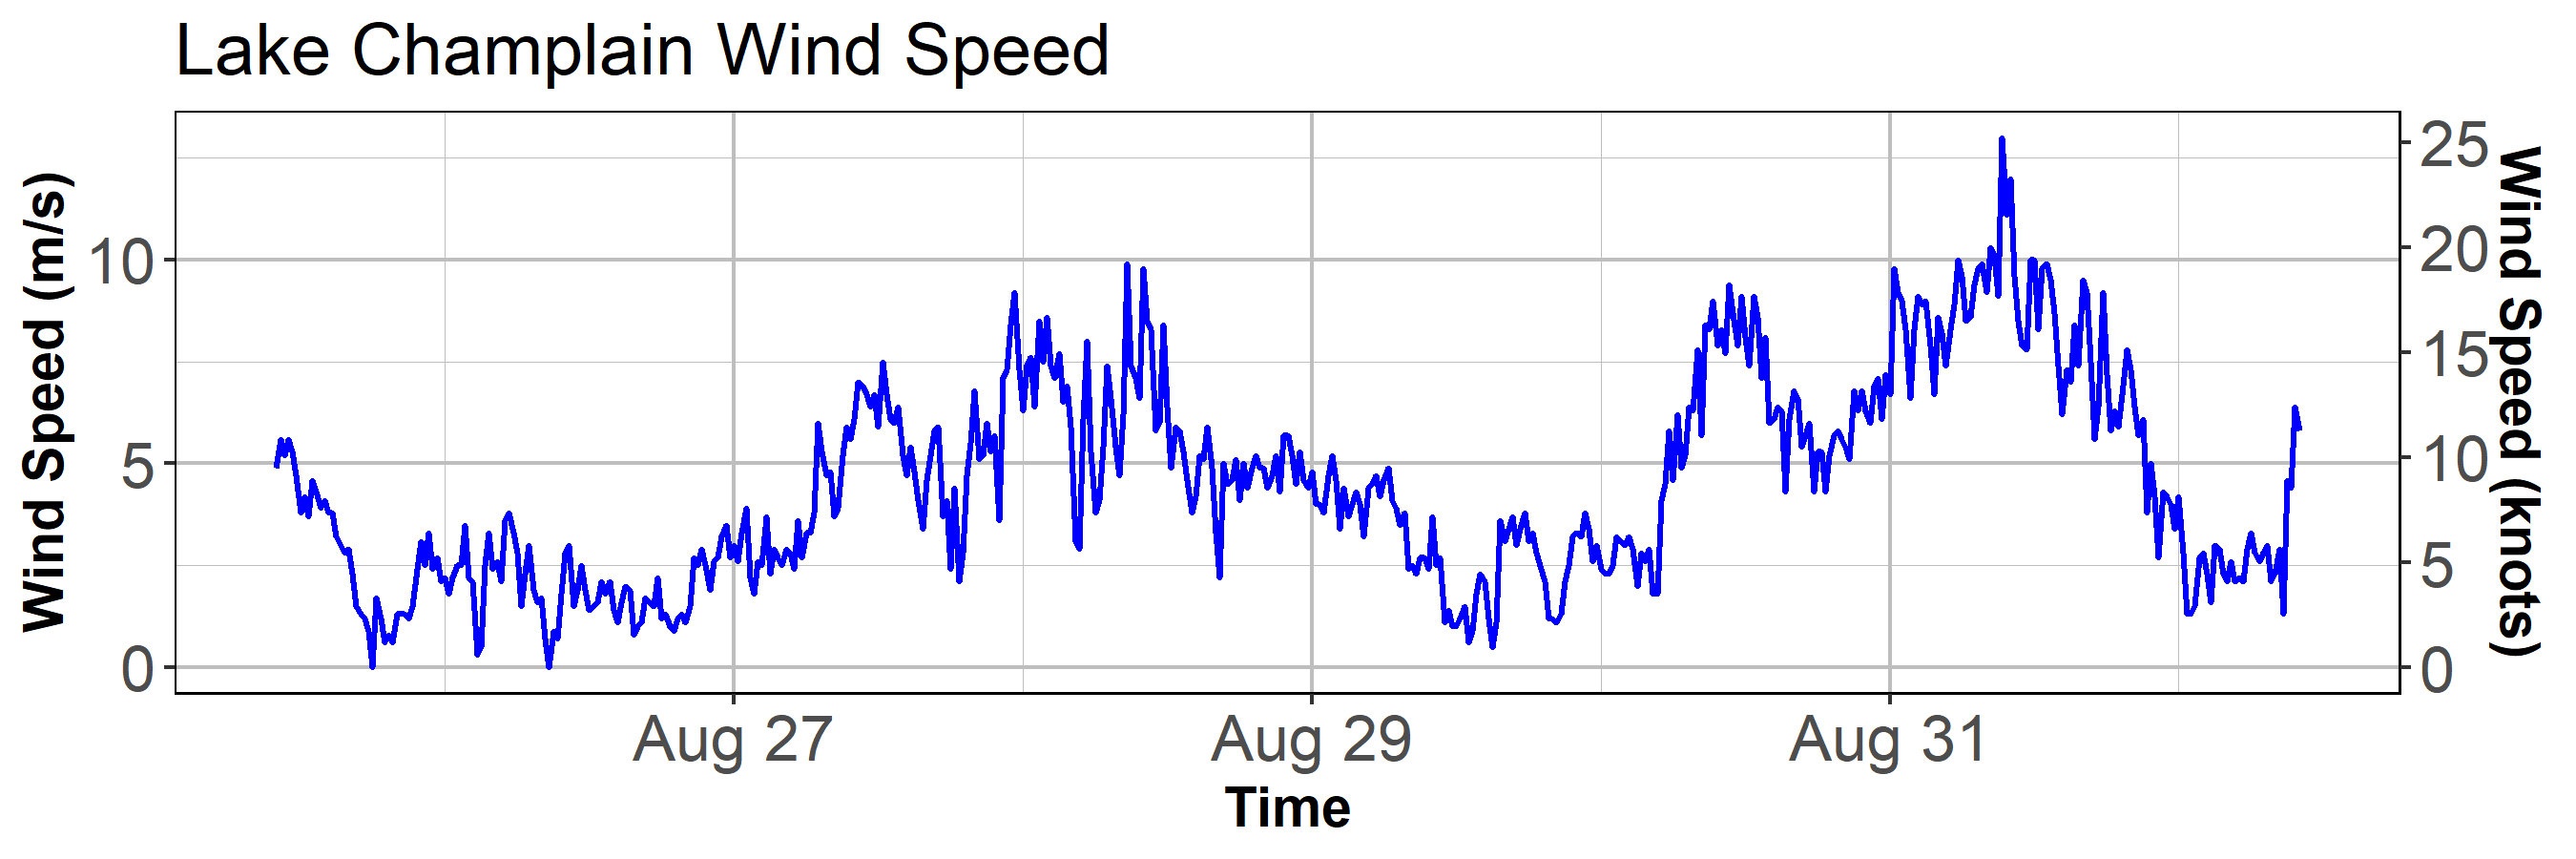 Lake Champlain Wind Speed
Wind Speed (m/s)
10
5
0
25
20
15
10
5
0
Wind Speed (knots)
Aug 27
Aug 29
Aug 31
Time